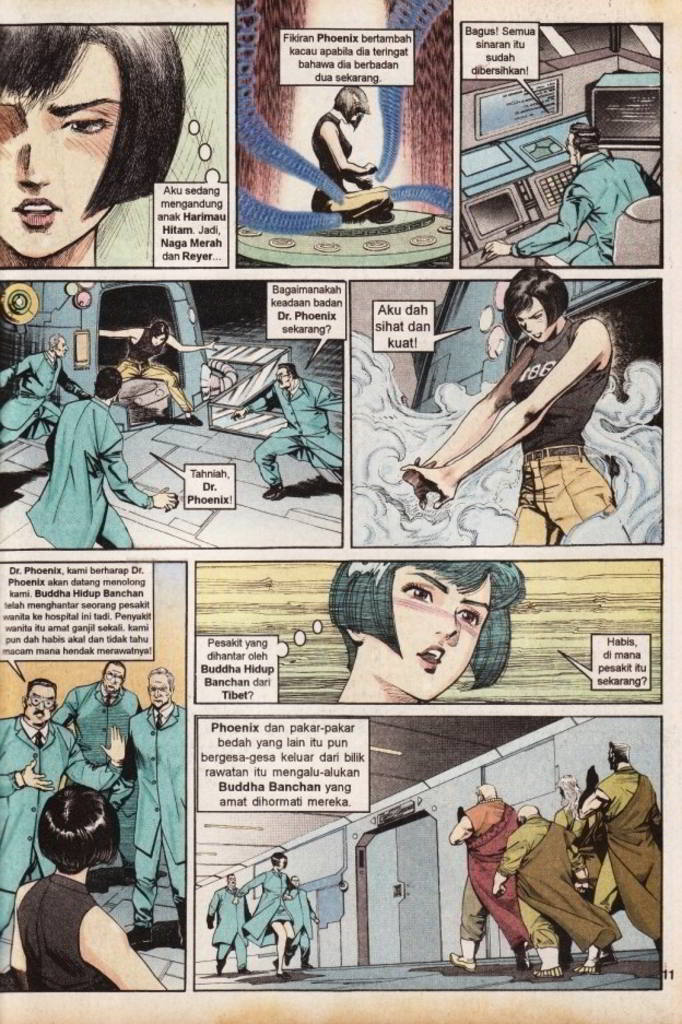 Aku sedang
mengandung
anak Harimau
Hitam. Jadi,
Naga Merah
dan Reyer...
Fikiran Phoenix bertambah
kacau apabila dia teringat
bahawa dia berbadan
dua sekarang.
Bagus! Semua
sinaran itu
sudah
dibersihkan!
Bagaimanakah
keadaan badan
Dr. Phoenix
sekarang?
Tahniah,
Dr.
Phoenix!
Aku dah
sihat dan
kuat!
Dr. Phoenix, kami berharap Dr.
Phoenix akan datang menolong
kami. Buddha Hidup Banchan
telah menghantar seorang pesakit
wanita ke hospital ini tadi. Penyakit
wanita itu amat ganjil sekali. kami
pun dah habis akal dan tidak tahu
macam mana hendak merawatnya!
Pesakit yang
dihantar oleh
Buddha Hidup
Banchan dari
Tibet?
Habis,
di mana
pesakit itu
sekarang?
Phoenix dan pakar-pakar
bedah yang lain itu pun
bergesa-gesa keluar dari bilik
rawatan itu mengalu-alukan
Buddha Banchan yang
amat dihormati mereka.
11